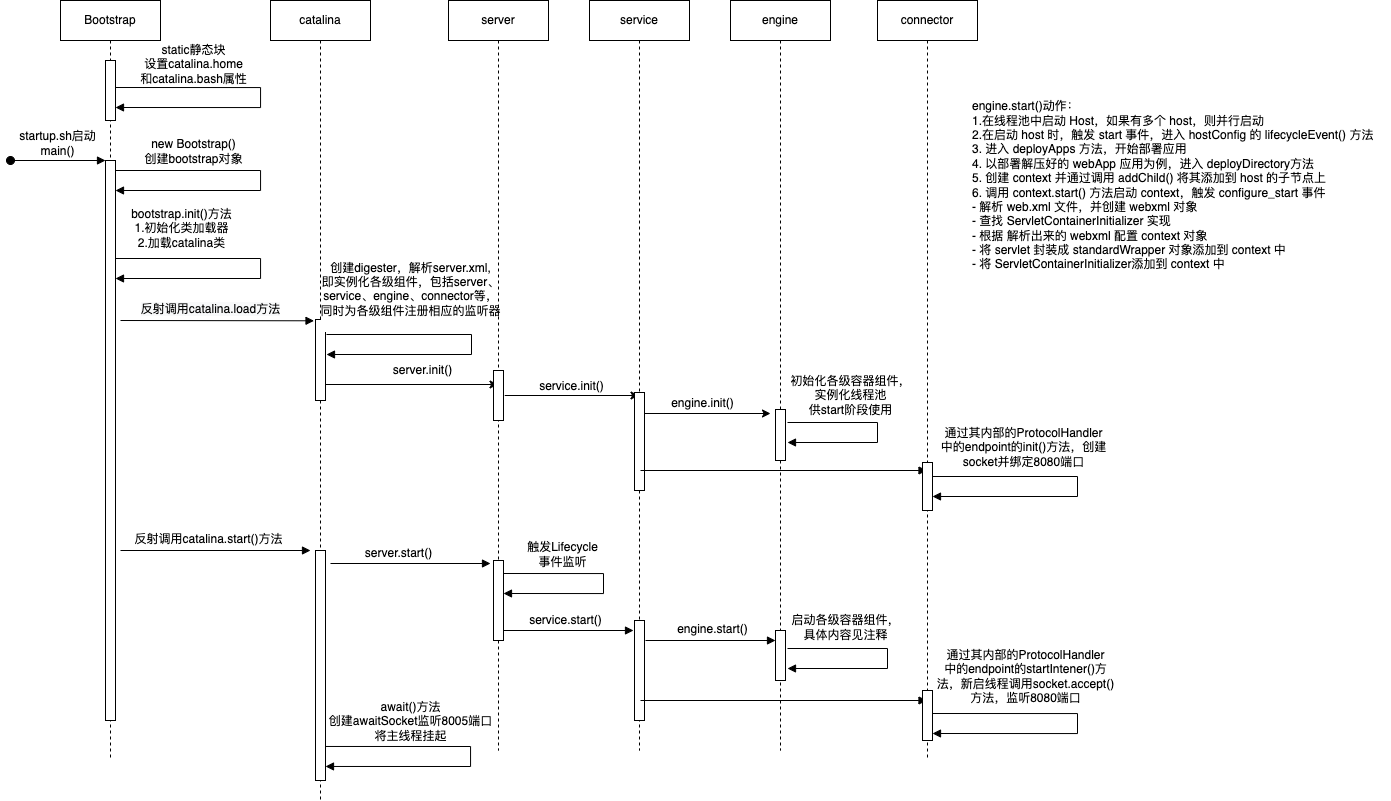 Bootstrap
catalina
server
service
engine
connector
static静态块
设置catalina.home
和catalina.bash属性
startup.sh启动
main()
new Bootstrap()
创建bootstrap对象
bootstrap.init()方法
1.初始化类加载器
2.加载catalina类
engine.start()动作：
1.在线程池中启动 Host，如果有多个 host，则并行启动
2.在启动 host 时，触发 start 事件，进入 hostConfig 的 lifecycleEvent() 方法
3. 进入 deployApps 方法，开始部署应用
4. 以部署解压好的 webApp 应用为例，进入 deployDirectory方法
5. 创建 context 并通过调用 addChild() 将其添加到 host 的子节点上
6. 调用 context.start() 方法启动 context，触发 configure_start 事件
- 解析 web.xml 文件，并创建 webxml 对象
- 查找 ServletContainerInitializer 实现
- 根据 解析出来的 webxml 配置 context 对象
- 将 servlet 封装成 standardWrapper 对象添加到 context 中
- 将 ServletContainerInitializer添加到 context 中
反射调用catalina.load方法
创建digester，解析server.xml,
即实例化各级组件，包括server、
service、engine、connector等，
同时为各级组件注册相应的监听器
server.init()
service.init()
engine.init()
初始化各级容器组件，
实例化线程池
供start阶段使用
通过其内部的ProtocolHandler
中的endpoint的init()方法，创建
socket并绑定8080端口
反射调用catalina.start()方法
server.start()
触发Lifecycle
事件监听
service.start()
engine.start()
启动各级容器组件，
具体内容见注释
通过其内部的ProtocolHandler
中的endpoint的startIntener()方
法，新启线程调用socket.accept()
方法，监听8080端口
await()方法
创建awaitSocket监听8005端口
将主线程挂起